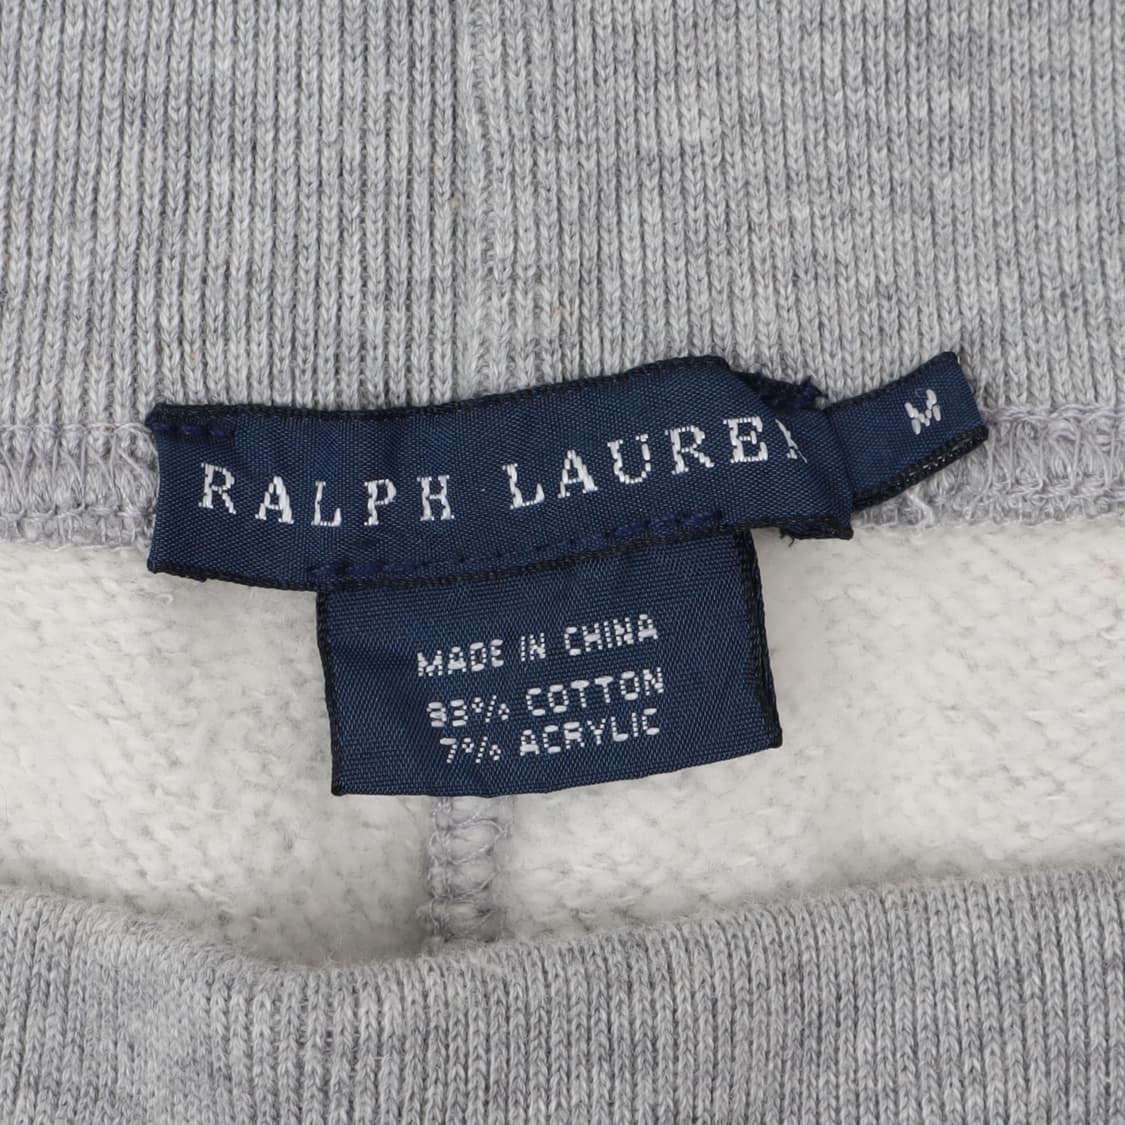 RALPH LAUREN
M
MADE IN CHINA
93% COTTON
7% ACRYLIC